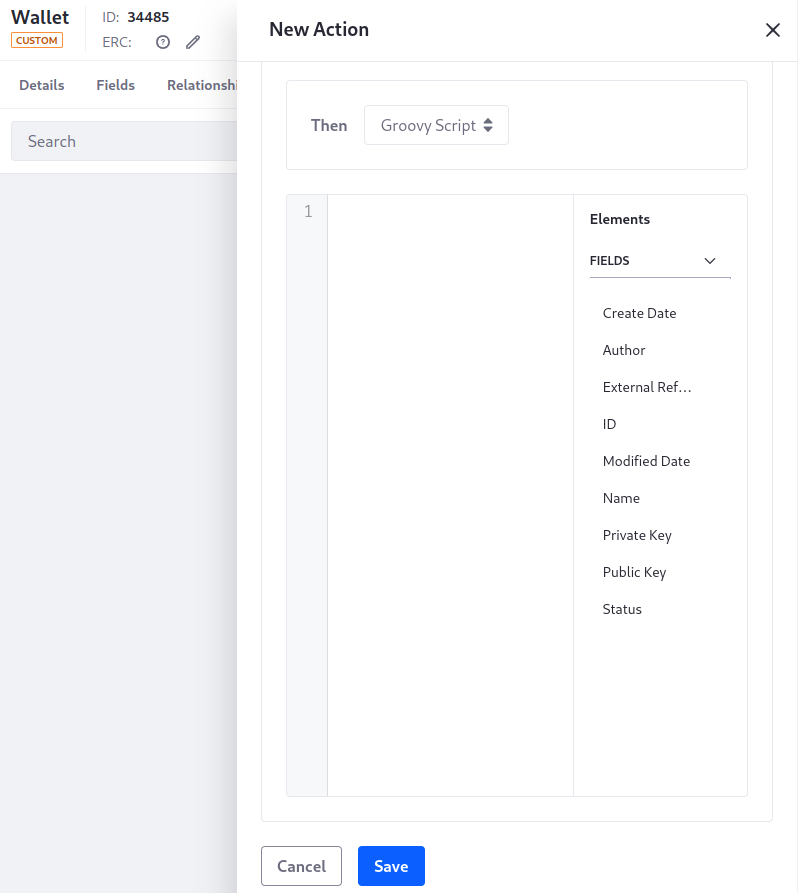 Wallet
CUSTOM
ID: 34485
ERC:
Details Fields Relationshi
Search
New Action
Then Groovy Script
1
Elements
FIELDS
Create Date
Author
External Ref...
ID
Modified Date
Name
Private Key
Public Key
Status
Cancel Save